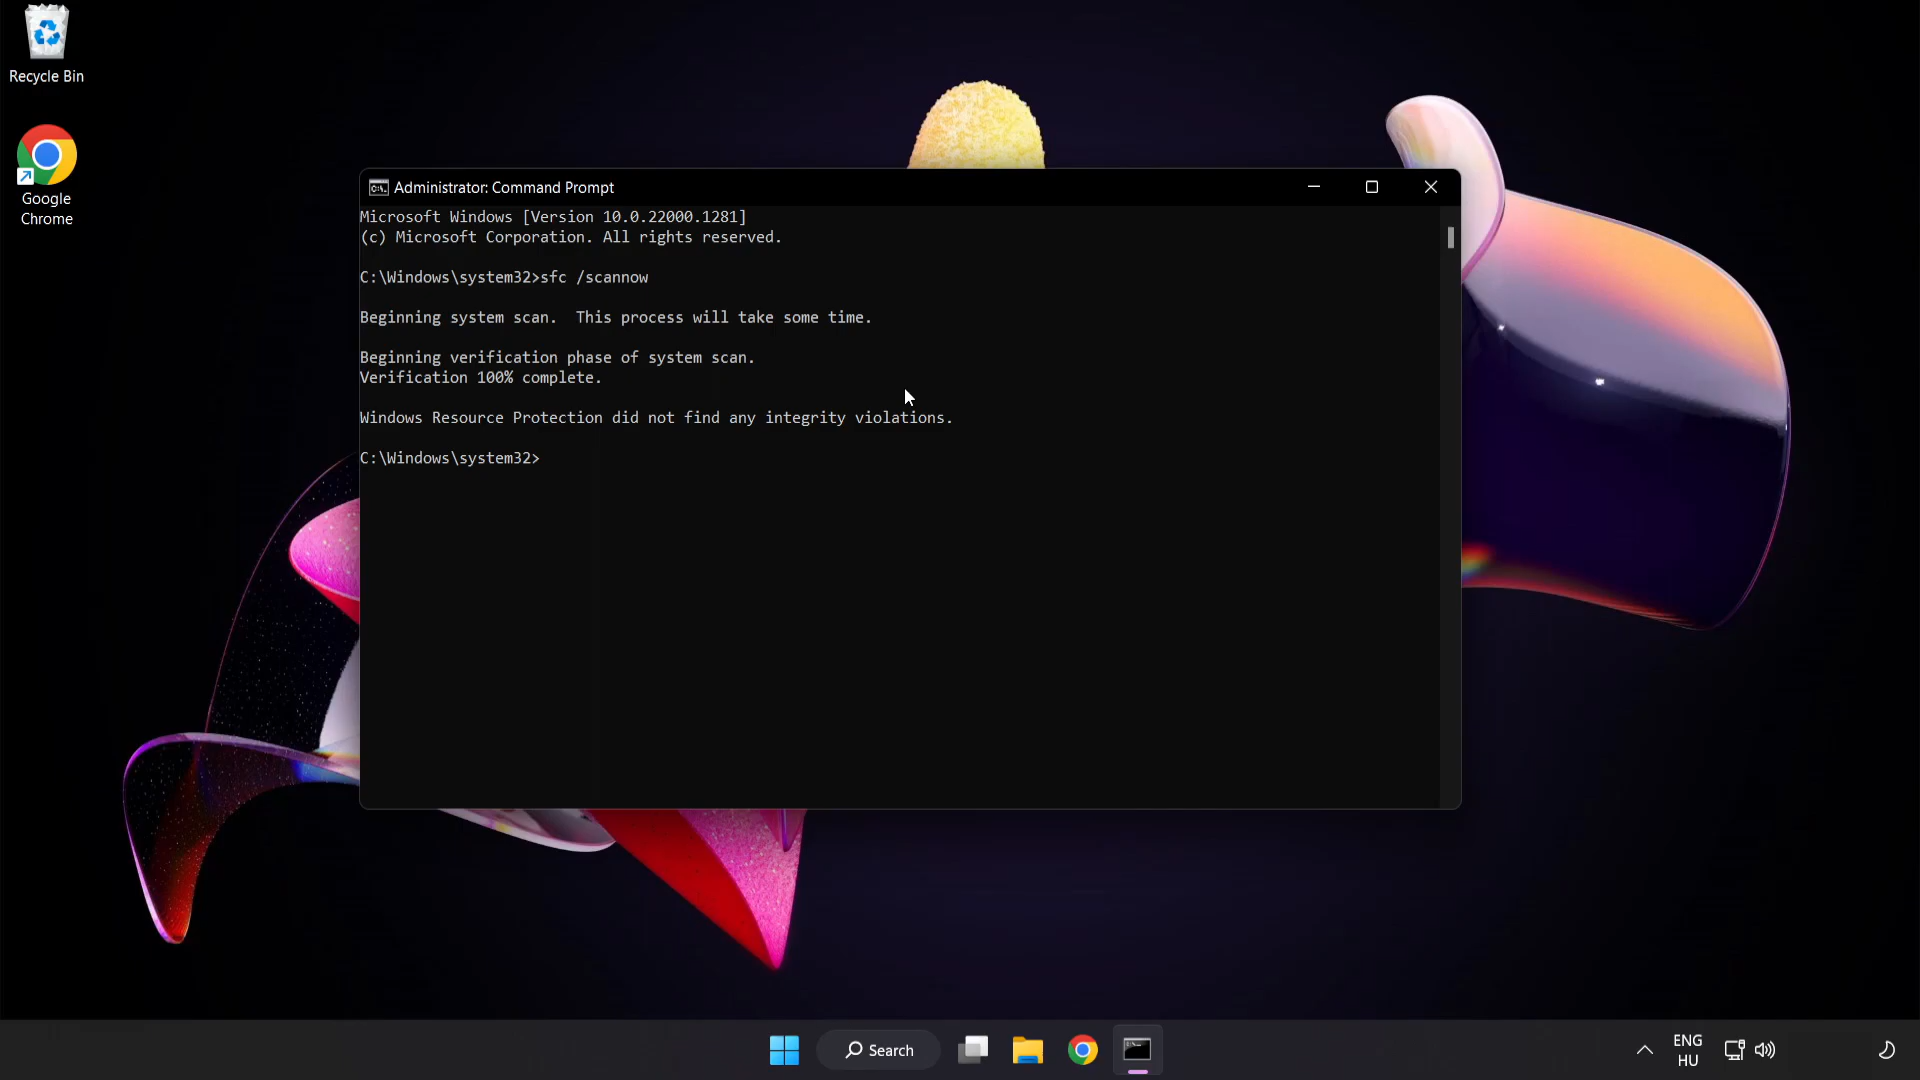 Recycle Bin
Google
Chrome
Administrator: Command Prompt
Microsoft Windows [Version 10.0.22000.1281]
(c) Microsoft Corporation. All rights reserved.
C:\Windows\system32>sfc /scannow
Beginning system scan.  This process will take some time.
Beginning verification phase of system scan.
Verification 100% complete.
Windows Resource Protection did not find any integrity violations.
C:\Windows\system32>
Search
ENG
HU